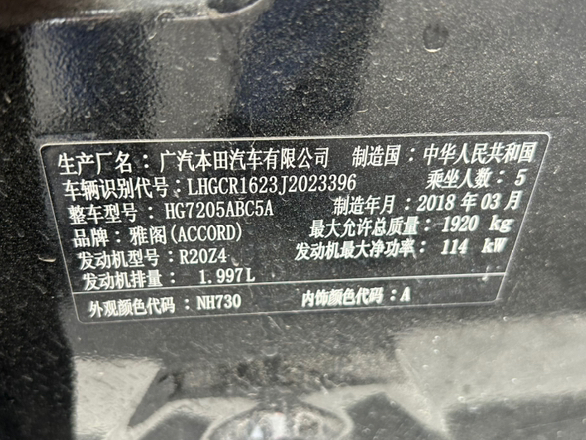 生产厂名：广汽本田汽车有限公司 制造国：中华人民共和国
车辆识别代号：LHGCR1623J2023396 乘坐人数：5
整车型号：HG7205ABC5A 制造年月：2018 年 03 月
品牌：雅阁(ACCORD) 最大允许总质量：1920 kg
发动机型号：R20Z4 发动机最大净功率：114 kW
发动机排量：1.997L
外观颜色代码：NH730 内饰颜色代码：A